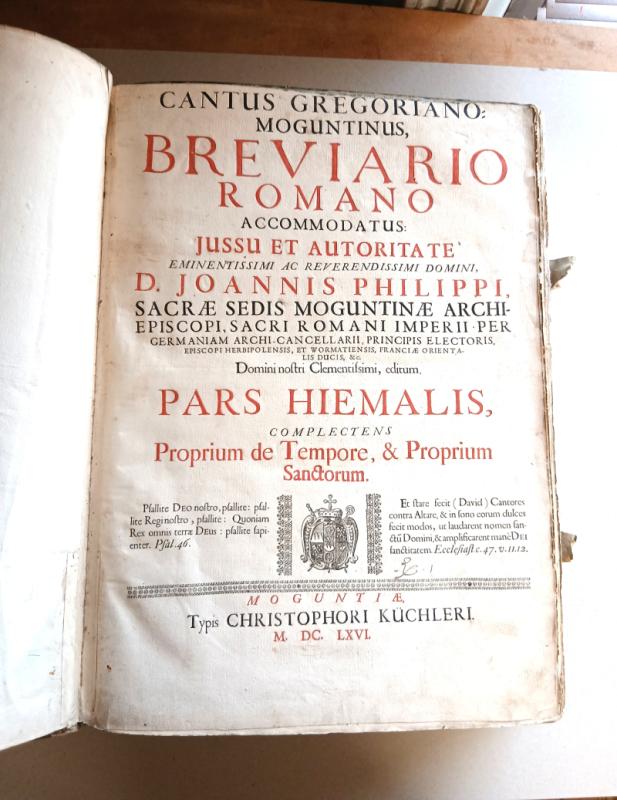 CANTUS GREGORIANO:
MOGUNTINUS,
BREVIARIO
ROMANO
ACCOMMODATUS:
JUSSU ET AUTORITATE
EMINENTISSIMI AC REVERENDISSIMI DOMINI,
D. JOANNIS PHILIPPI,
SACRÆ SEDIS MOGUNTINÆ ARCHI-
EPISCOPI, SACRI ROMANI IMPERII PER
GERMANIAM ARCHI-CANCELLARII, PRINCIPIS ELECTORIS,
EPISCOPI HERBIPOLENSIS, ET WORMATIENSIS, FRANCIÆ ORIENTA-
LIS DUCIS, &c.
Domini noſtri Clementiſsimi, editum.
PARS HIEMALIS,
COMPLECTENS
Proprium de Tempore, & Proprium
Sanctorum.
Pſallite DEO noſtro, pſallite: pſal-
lite Regi noſtro, pſallite: Quoniam
Rex omnis terræ DEUS: pſallite ſapi-
enter. Pſal. 46.
Et ſtare fecit (David) Cantores
contra Altare, & in ſono eorum dulces
fecit modos, ut laudarent nomen ſan-
ctũ Domini, & amplificarent manè DEI
ſanctitatem. Eccleſiaſt c. 47. v. 11. 12.
MOGUNTIÆ,
Typis CHRISTOPHORI KÜCHLERI.
M. DC. LXVI.